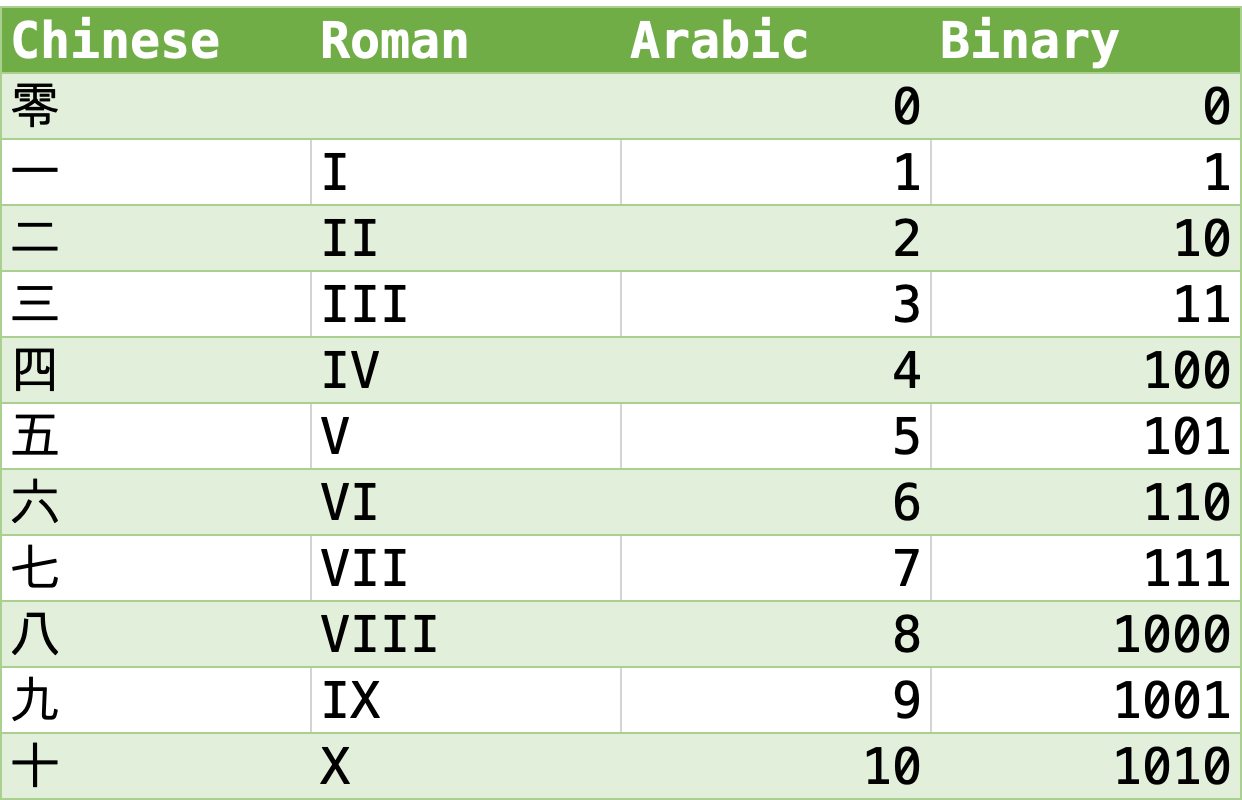 Chinese Roman Arabic Binary
零 0 0
一 I 1 1
二 II 2 10
三 III 3 11
四 IV 4 100
五 V 5 101
六 VI 6 110
七 VII 7 111
八 VIII 8 1000
九 IX 9 1001
十 X 10 1010